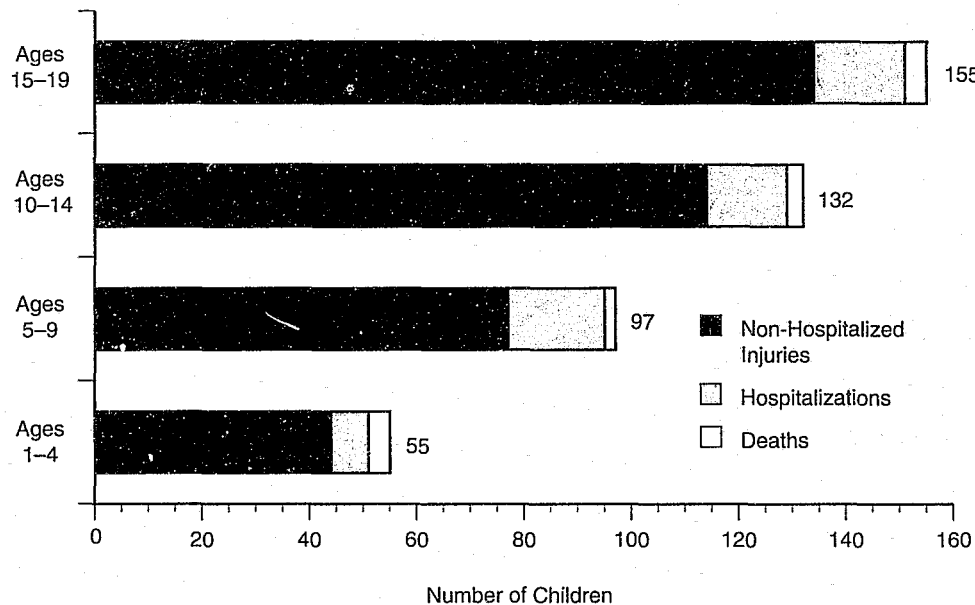 Ages
15–19
155
Ages
10–14
132
Ages
5–9
97
Non-Hospitalized
Injuries
Hospitalizations
Deaths
Ages
1–4
55
0 20 40 60 80 100 120 140 160
Number of Children